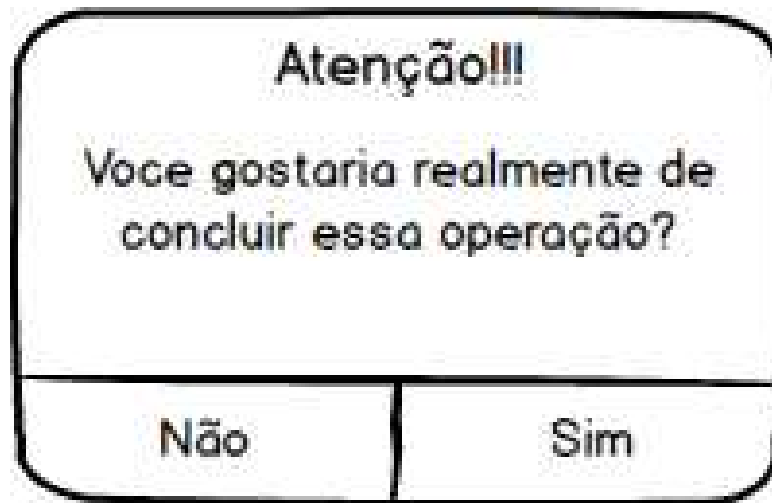 Atenção!!!
Voce gostaria realmente de
concluir essa operação?
Não
Sim